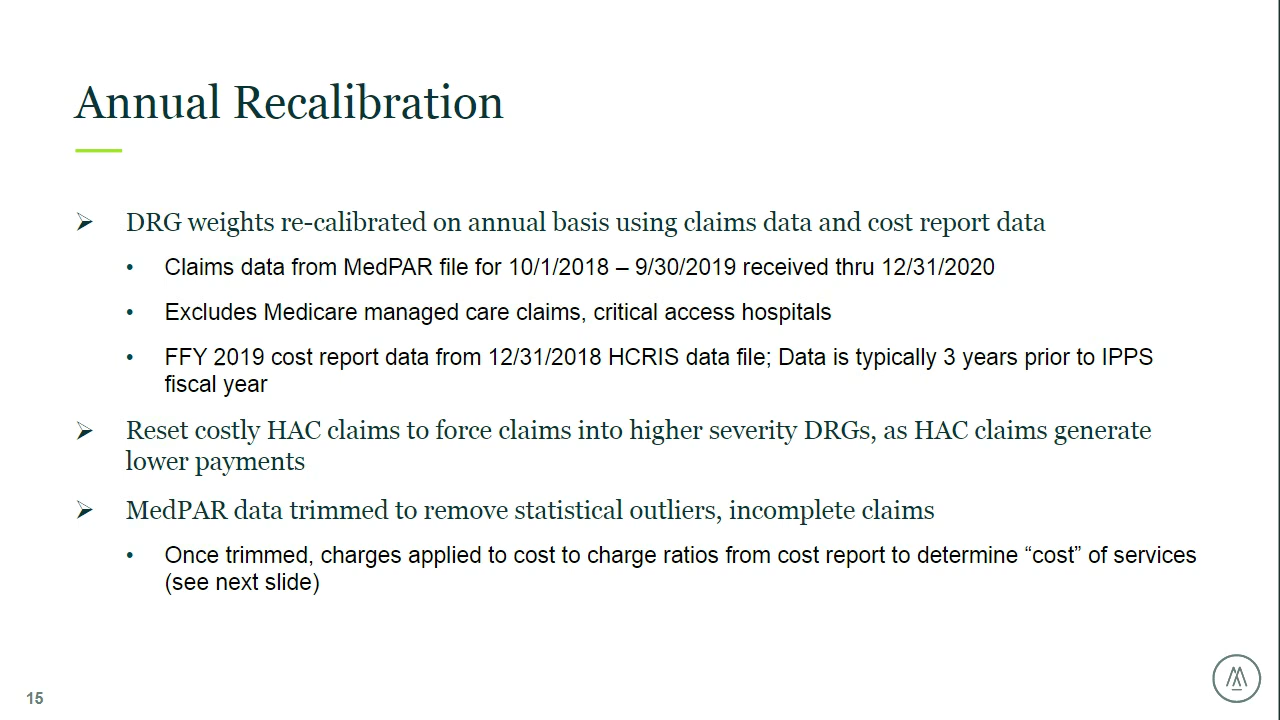 Annual Recalibration
➢ DRG weights re-calibrated on annual basis using claims data and cost report data
• Claims data from MedPAR file for 10/1/2018 – 9/30/2019 received thru 12/31/2020
• Excludes Medicare managed care claims, critical access hospitals
• FFY 2019 cost report data from 12/31/2018 HCRIS data file; Data is typically 3 years prior to IPPS
fiscal year
➢ Reset costly HAC claims to force claims into higher severity DRGs, as HAC claims generate
lower payments
➢ MedPAR data trimmed to remove statistical outliers, incomplete claims
• Once trimmed, charges applied to cost to charge ratios from cost report to determine “cost” of services
(see next slide)
15